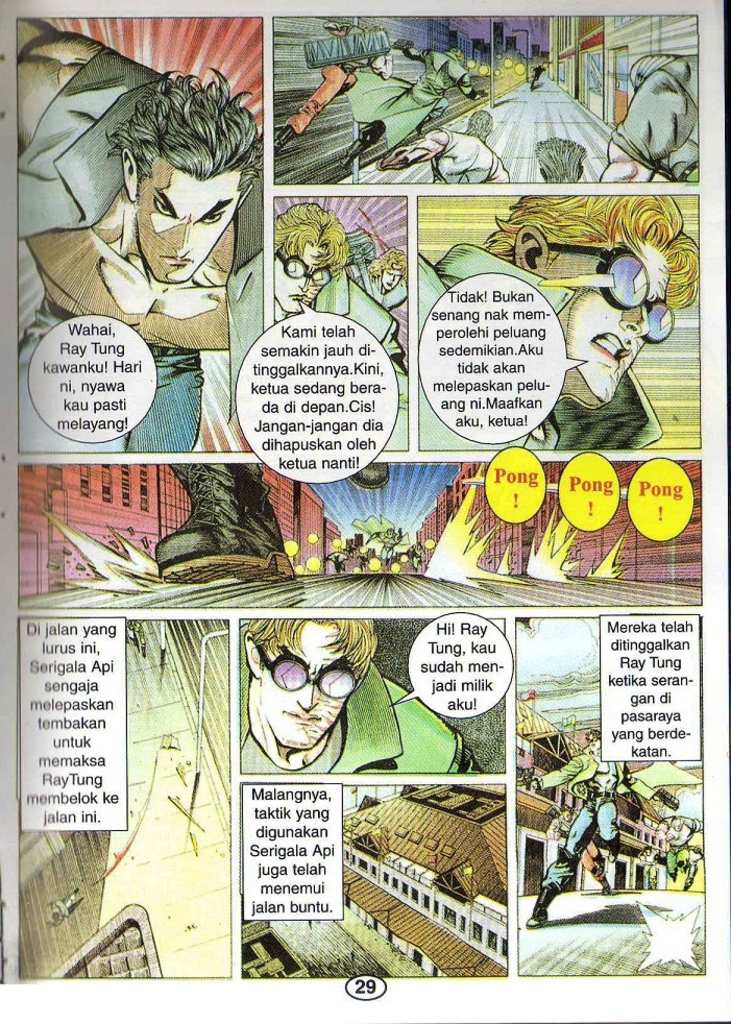 Wahai,
Ray Tung
kawanku! Hari
ni, nyawa
kau pasti
melayang!
Kami telah
semakin jauh di-
tinggalkannya.Kini,
ketua sedang bera-
da di depan.Cis!
Jangan-jangan dia
dihapuskan oleh
ketua nanti!
Tidak! Bukan
senang nak mem-
perolehi peluang
sedemikian.Aku
tidak akan
melepaskan pelu-
ang ni.Maafkan
aku, ketua!
Pong
!
Pong
!
Pong
!
Di jalan yang
lurus ini,
Serigala Api
sengaja
melepaskan
tembakan
untuk
memaksa
RayTung
membelok ke
jalan ini.
Hi! Ray
Tung, kau
sudah men-
jadi milik
aku!
Malangnya,
taktik yang
digunakan
Serigala Api
juga telah
menemui
jalan buntu.
Mereka telah
ditinggalkan
Ray Tung
ketika seran-
gan di
pasaraya
yang berde-
katan.
29